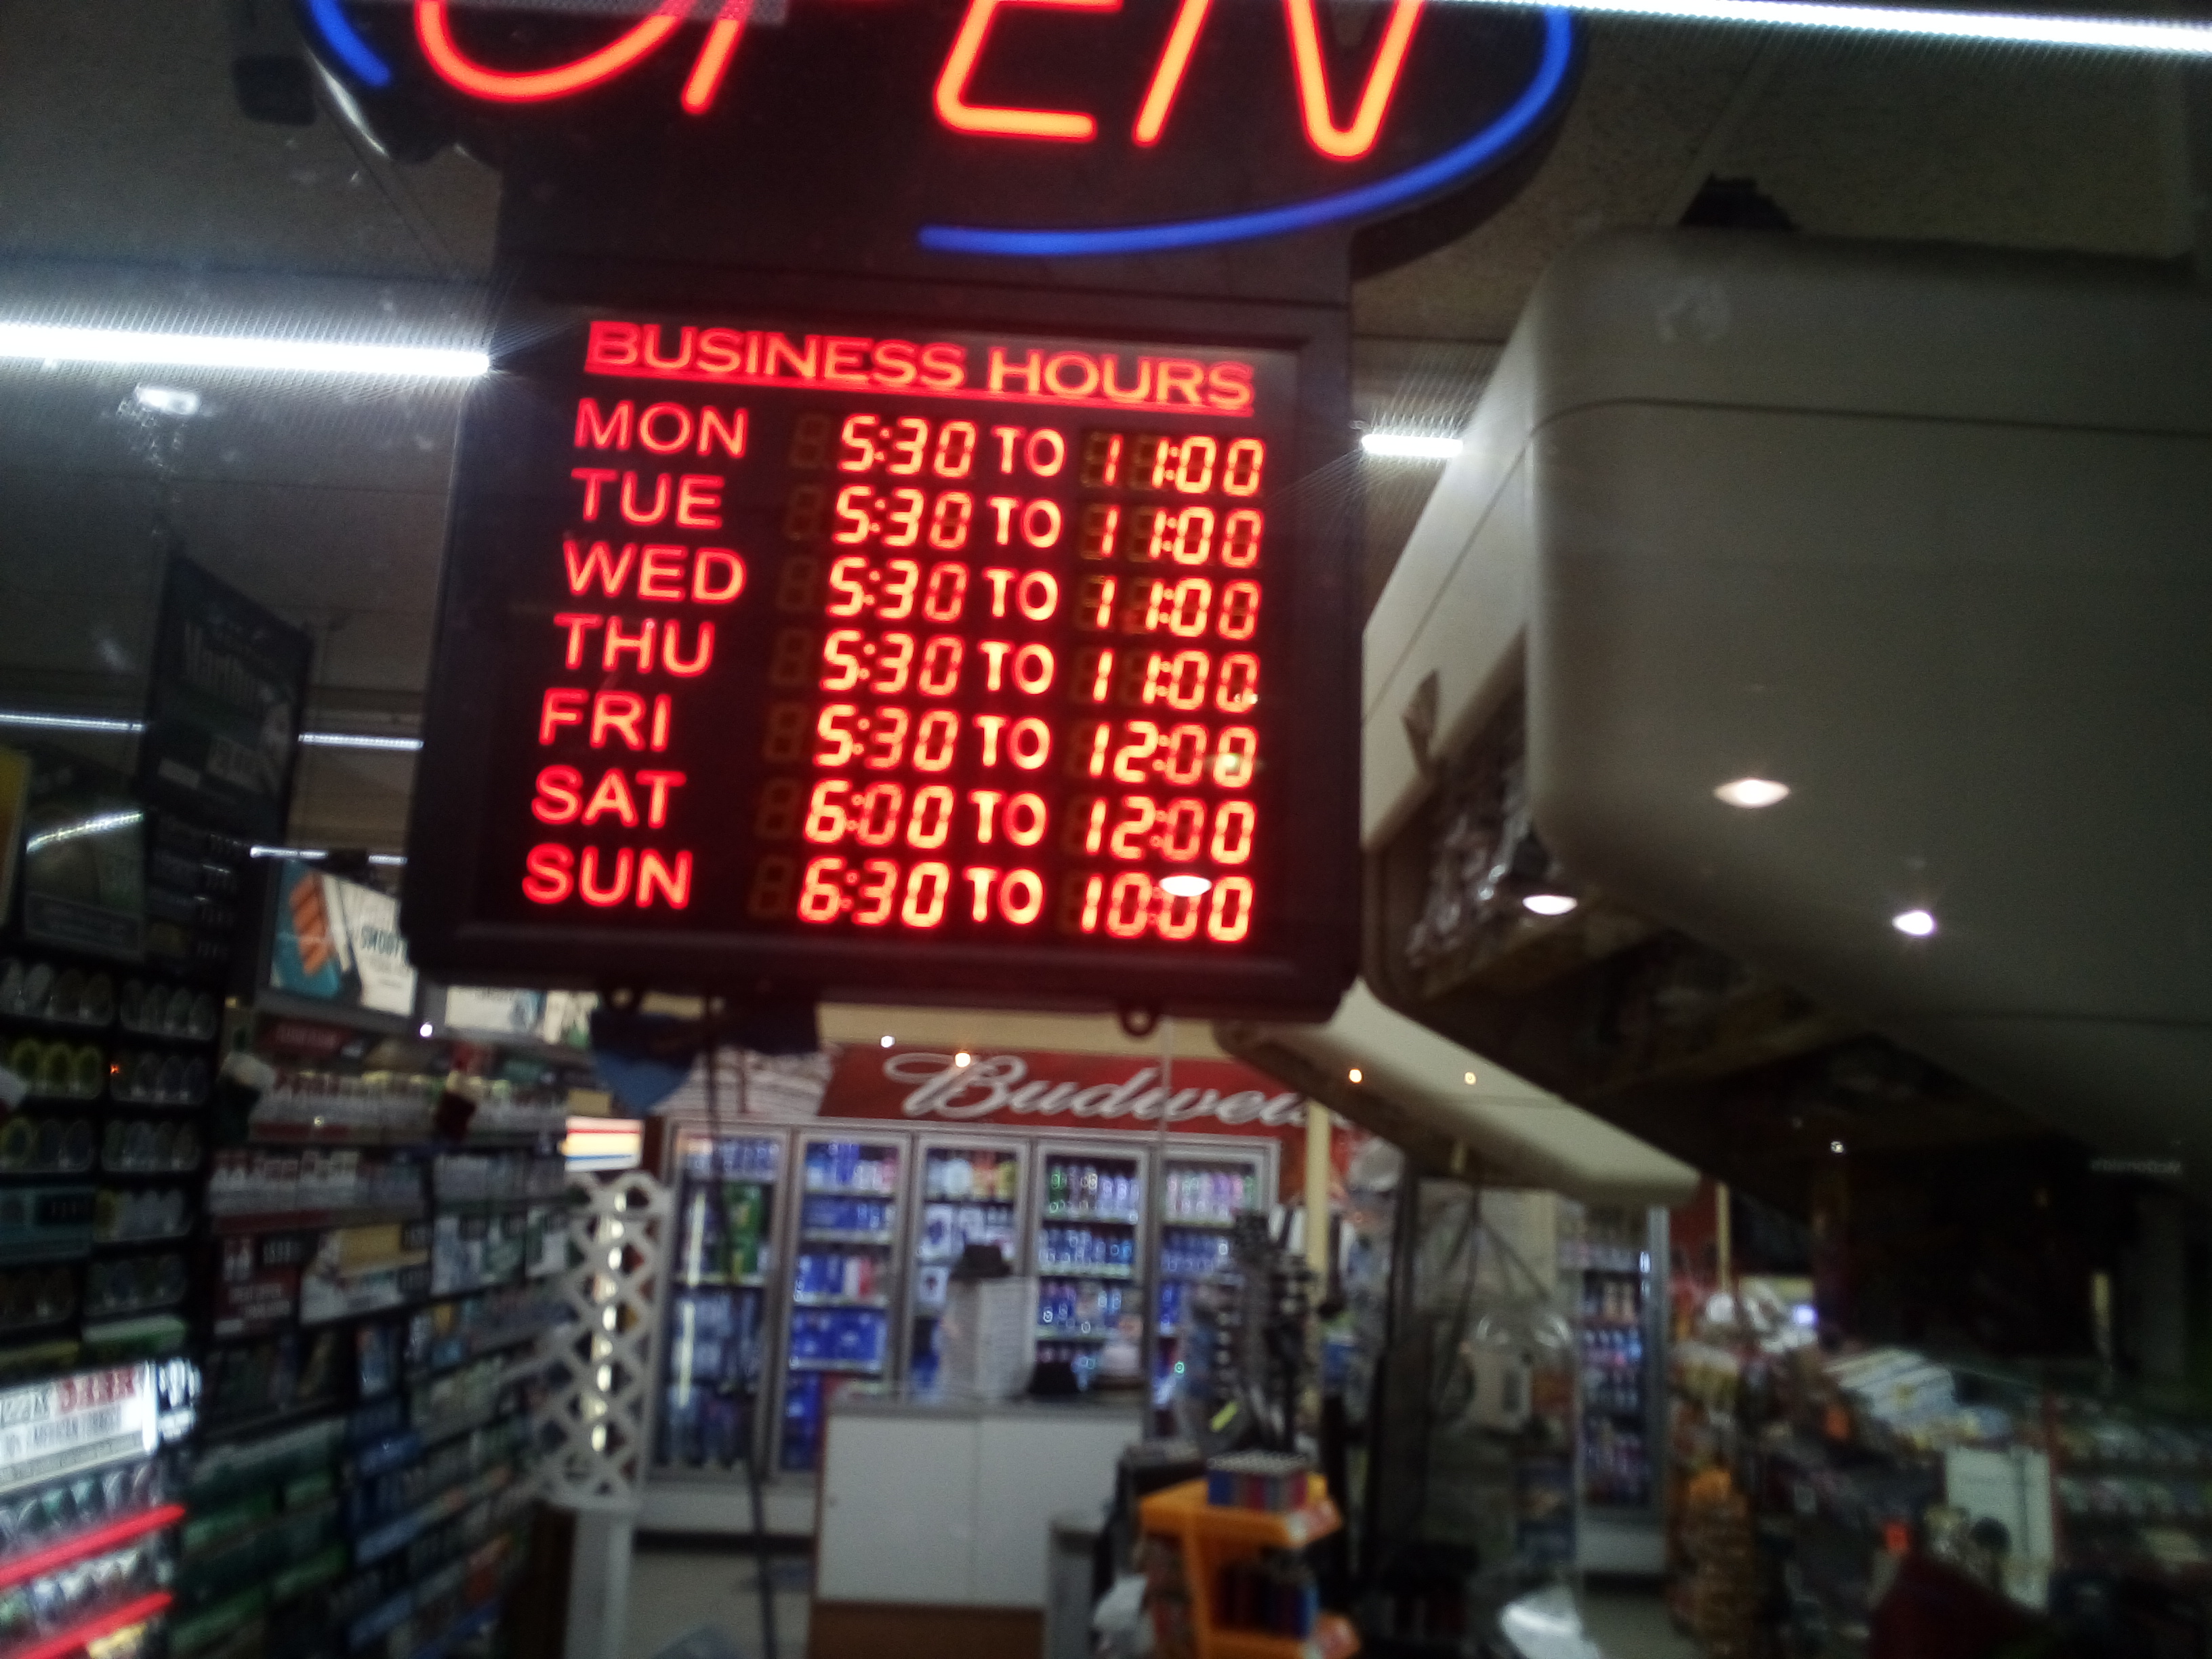 OPEN
BUSINESS HOURS
MON 5:30 TO 11:00
TUE 5:30 TO 11:00
WED 5:30 TO 11:00
THU 5:30 TO 11:00
FRI 5:30 TO 12:00
SAT 6:00 TO 12:00
SUN 6:30 TO 10:00